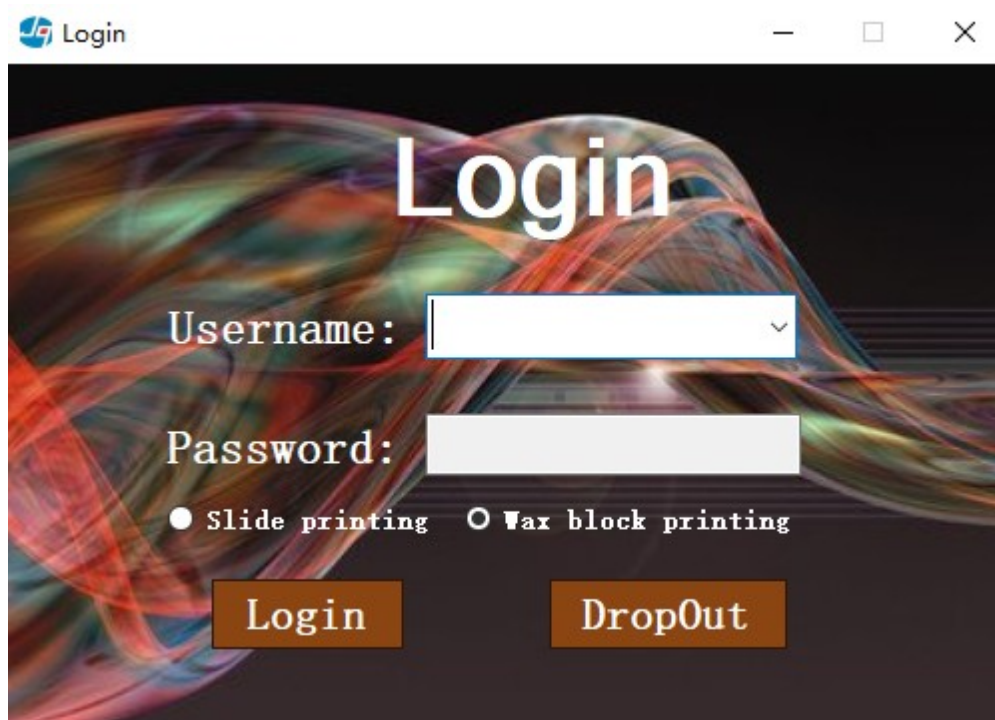 Login
Login
Username:
Password:
Slide printing Wax block printing
Login DropOut